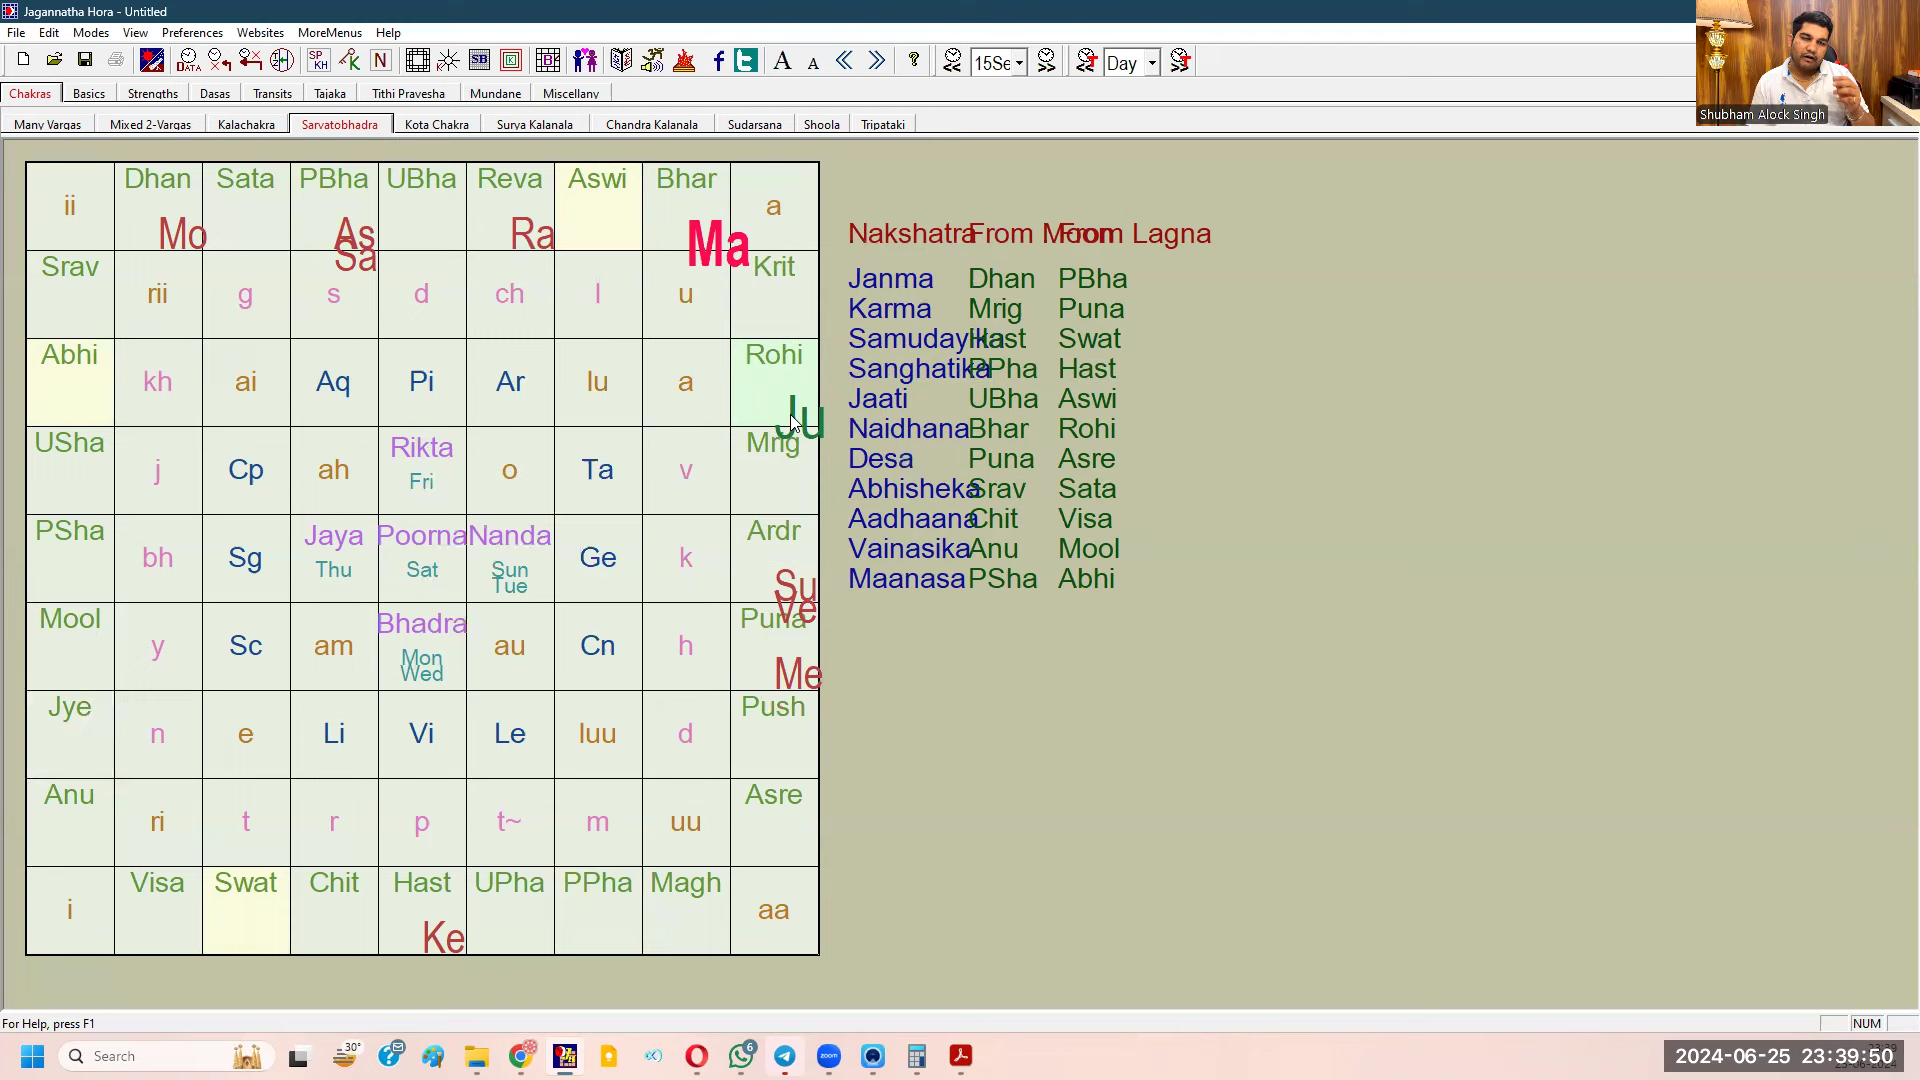 Jagannatha Hora - Untitled
File Edit Modes View Preferences Websites MoreMenus Help
DATA SP KH K N SB K B f t A A ? 15Se Day
Chakras Basics Strengths Dasas Transits Tajaka Tithi Pravesha Mundane Miscellany
Shubham Alock Singh
Many Vargas Mixed 2-Vargas Kalachakra Sarvatobhadra Kota Chakra Surya Kalanala Chandra Kalanala Sudarsana Shoola Tripataki
ii Dhan Sata PBha UBha Reva Aswi Bhar a
Mo As Sa Ra Ma
Srav rii g s d ch l u Krit
Abhi kh ai Aq Pi Ar lu a Rohi
Ju
USha j Cp ah Rikta o Ta v Mrig
Fri
PSha bh Sg Jaya Poorna Nanda Ge k Ardr
Thu Sat Sun
Tue
Su Ve
Mool y Sc am Bhadra au Cn h Puna
Mon
Wed
Me
Jye n e Li Vi Le luu d Push
Anu ri t r p t~ m uu Asre
i Visa Swat Chit Hast UPha PPha Magh aa
Ke
Nakshatra From Moon From Lagna
Janma Dhan PBha
Karma Mrig Puna
Samudayika Hast Swat
Sanghatika PPha Hast
Jaati UBha Aswi
Naidhana Bhar Rohi
Desa Puna Asre
Abhisheka Srav Sata
Aadhaana Chit Visa
Vainasika Anu Mool
Maanasa PSha Abhi
For Help, press F1
NUM
Search
30°
6
zoom
2024-06-25 23:39:50